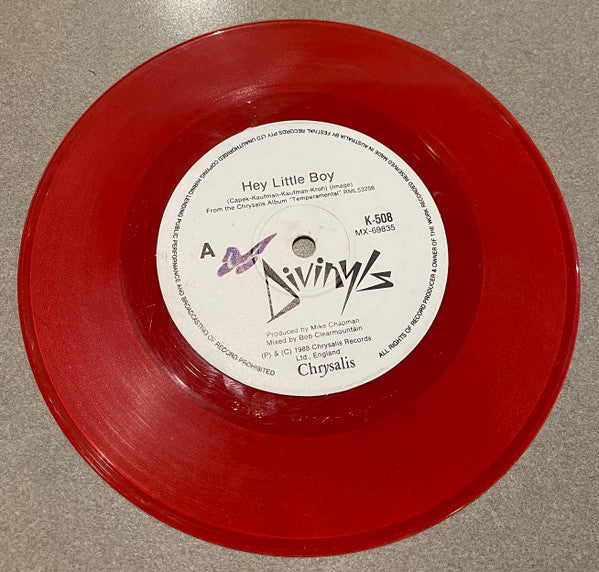 Hey Little Boy
(Capek-Kaufman-Kaufman-Kroh) (Image)
From the Chrysalis Album "Temperamental" RML53256
K-508
MX-69835
A
Divinyls
Produced by Mike Chapman
Mixed by Bob Clearmountain
(P) & (C) 1988 Chrysalis Records
Ltd., England
Chrysalis
MADE IN AUSTRALIA BY FESTIVAL RECORDS PTY LTD UNAUTHORISED COPYING HIRING LENDING PUBLIC PERFORMANCE AND BROADCASTING OF RECORD PROHIBITED
ALL RIGHTS OF RECORD PRODUCER & OWNER OF THE WORK RECORDED RESERVED